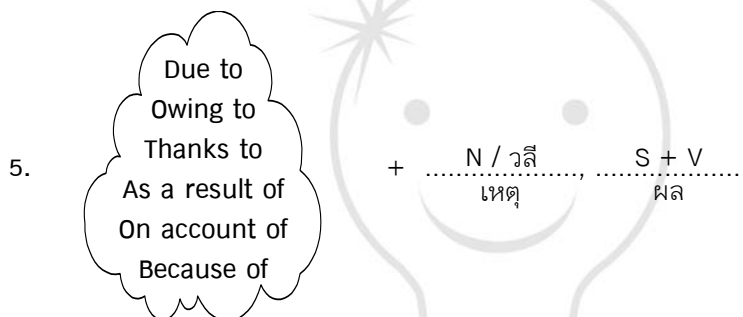 Due to
Owing to
Thanks to
As a result of
On account of
Because of
5.
+ N / วลี, S + V
เหตุ ผล